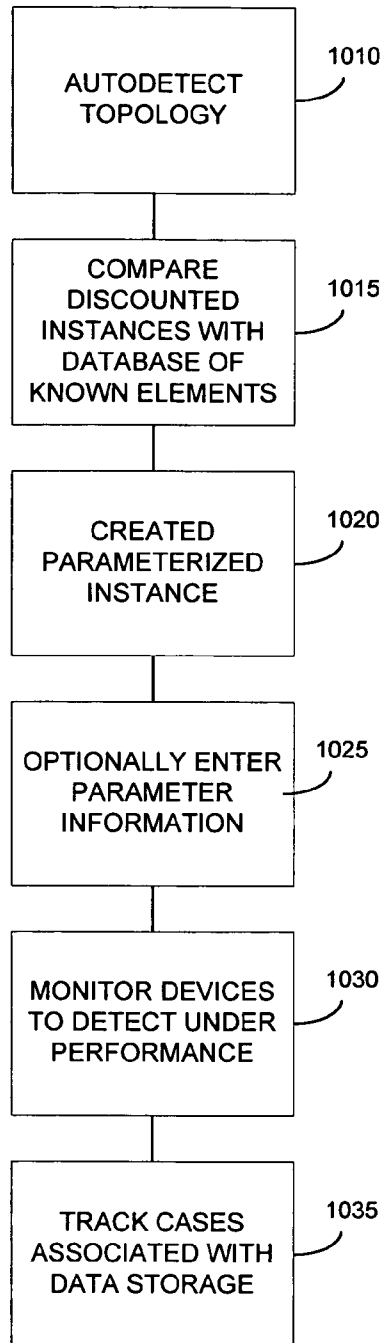 AUTODETECT
TOPOLOGY
1010
COMPARE
DISCOUNTED
INSTANCES WITH
DATABASE OF
KNOWN ELEMENTS
1015
CREATED
PARAMETERIZED
INSTANCE
1020
OPTIONALLY ENTER
PARAMETER
INFORMATION
1025
MONITOR DEVICES
TO DETECT UNDER
PERFORMANCE
1030
TRACK CASES
ASSOCIATED WITH
DATA STORAGE
1035